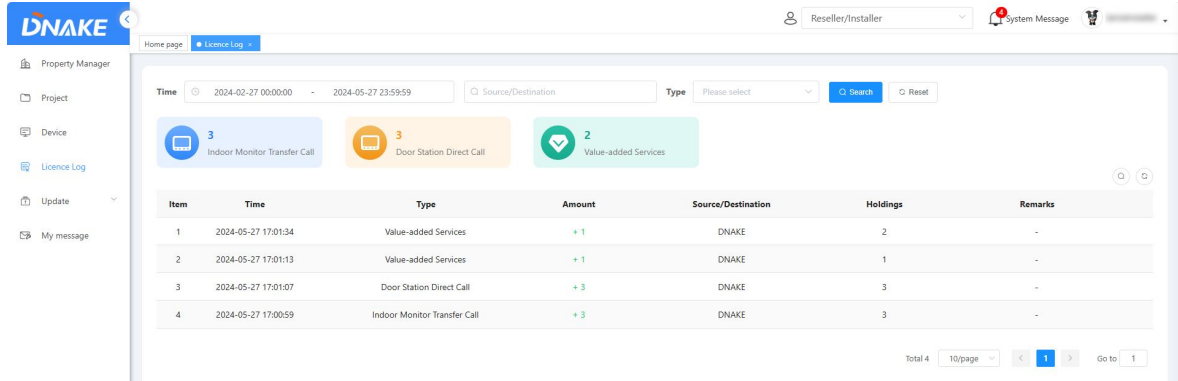 DNAKE
Reseller/Installer
4
System Message
Home page
Licence Log ×
Property Manager
Project
Device
Licence Log
Update
My message
Time 2024-02-27 00:00:00 - 2024-05-27 23:59:59 Source/Destination Type Please select Search Reset
3
Indoor Monitor Transfer Call
3
Door Station Direct Call
2
Value-added Services
Item Time Type Amount Source/Destination Holdings Remarks
1 2024-05-27 17:01:34 Value-added Services + 1 DNAKE 2 -
2 2024-05-27 17:01:13 Value-added Services + 1 DNAKE 1 -
3 2024-05-27 17:01:07 Door Station Direct Call + 3 DNAKE 3 -
4 2024-05-27 17:00:59 Indoor Monitor Transfer Call + 3 DNAKE 3 -
Total 4 10/page < 1 > Go to 1